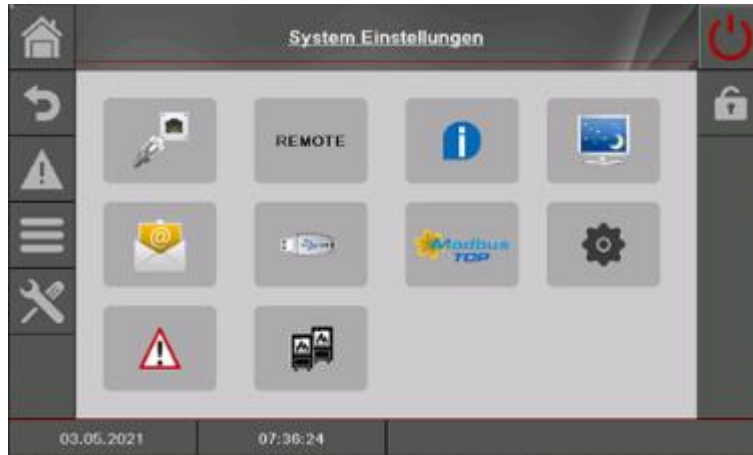 System Einstellungen
REMOTE
Modbus
TCP
03.05.2021
07:36:24